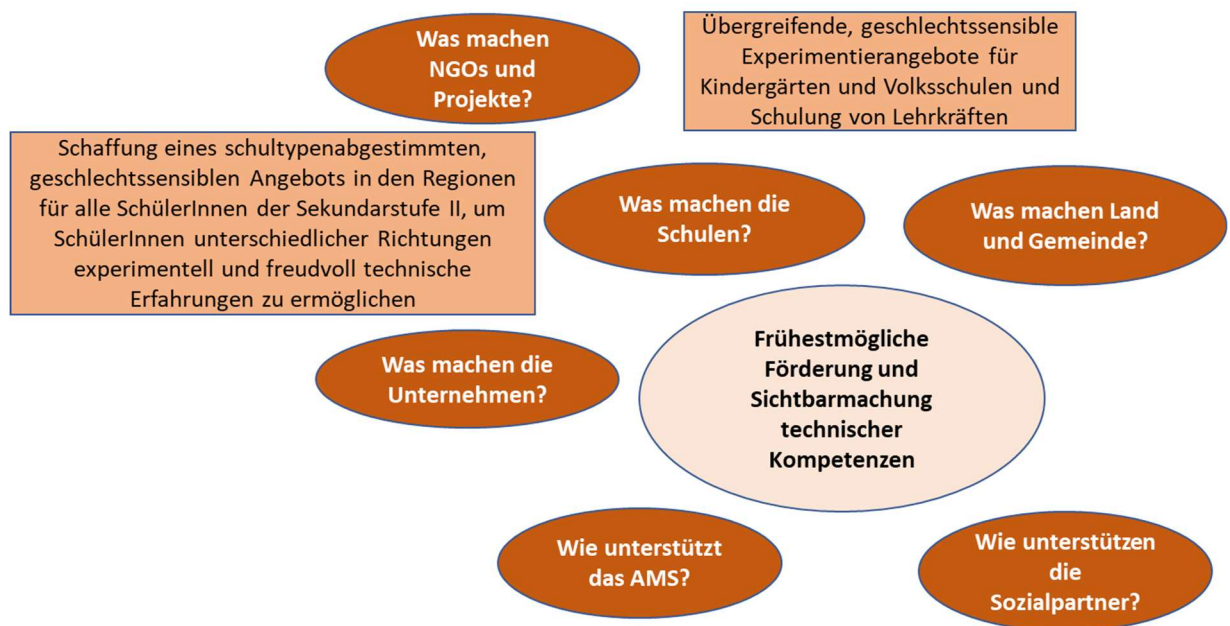 Was machen
NGOs und
Projekte?
Übergreifende, geschlechtssensible
Experimentierangebote für
Kindergärten und Volksschulen und
Schulung von Lehrkräften
Schaffung eines schultypenabgestimmten,
geschlechtssensiblen Angebots in den Regionen
für alle SchülerInnen der Sekundarstufe II, um
SchülerInnen unterschiedlicher Richtungen
experimentell und freudvoll technische
Erfahrungen zu ermöglichen
Was machen die
Schulen?
Was machen Land
und Gemeinde?
Was machen die
Unternehmen?
Frühestmögliche
Förderung und
Sichtbarmachung
technischer
Kompetenzen
Wie unterstützt
das AMS?
Wie unterstützen
die
Sozialpartner?